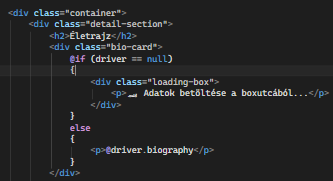 <div class="container">
<div class="detail-section">
<h2>Életrajz</h2>
<div class="bio-card">
@if (driver == null)
{
<div class="loading-box">
<p>🏎️ Adatok betöltése a boxutcából...</p>
</div>
}
else
{
<p>@driver.biography</p>
}
</div>